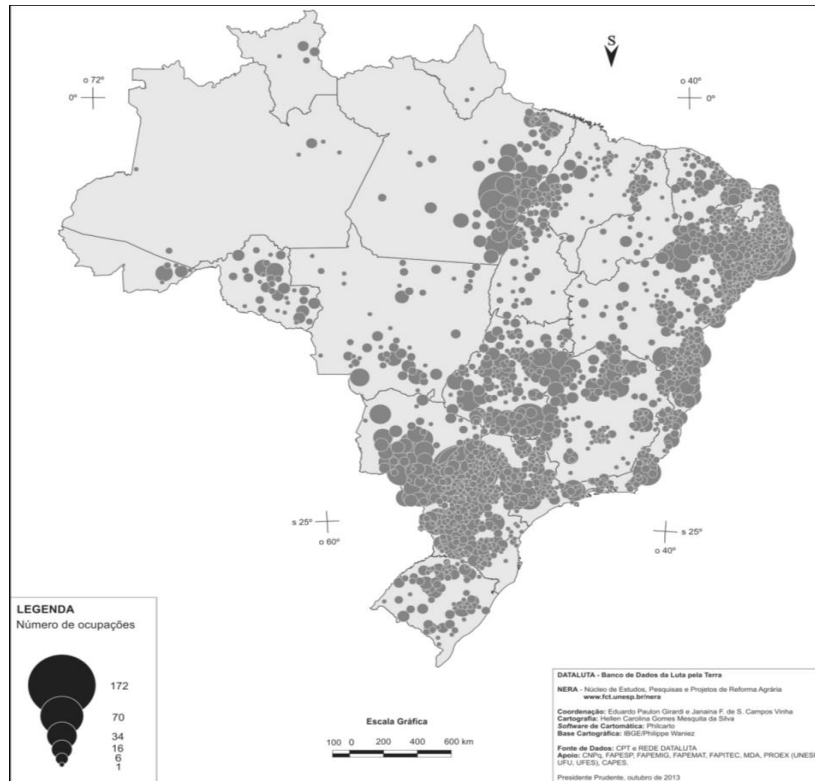 S
o 72º
0º
o 40º
0º
s 25º
o 60º
s 25º
o 40º
LEGENDA
Número de ocupações
172
70
34
16
6
1
Escala Gráfica
100 0 200 400 600 km
DATALUTA - Banco de Dados da Luta pela Terra
NERA - Núcleo de Estudos, Pesquisas e Projetos de Reforma Agrária
www.fct.unesp.br/nera
Coordenação: Eduardo Paulon Girardi e Janaina F. de S. Campos Vinha
Cartografia: Hellen Carolina Gomes Mesquita da Silva
Software de Cartomática: Philcarto
Base Cartográfica: IBGE/Philippe Waniez
Fonte de Dados: CPT e REDE DATALUTA
Apoio: CNPq, FAPESP, FAPEMIG, FAPEMAT, FAPITEC, MDA, PROEX (UNESP
UFU, UFES), CAPES.
Presidente Prudente, outubro de 2013